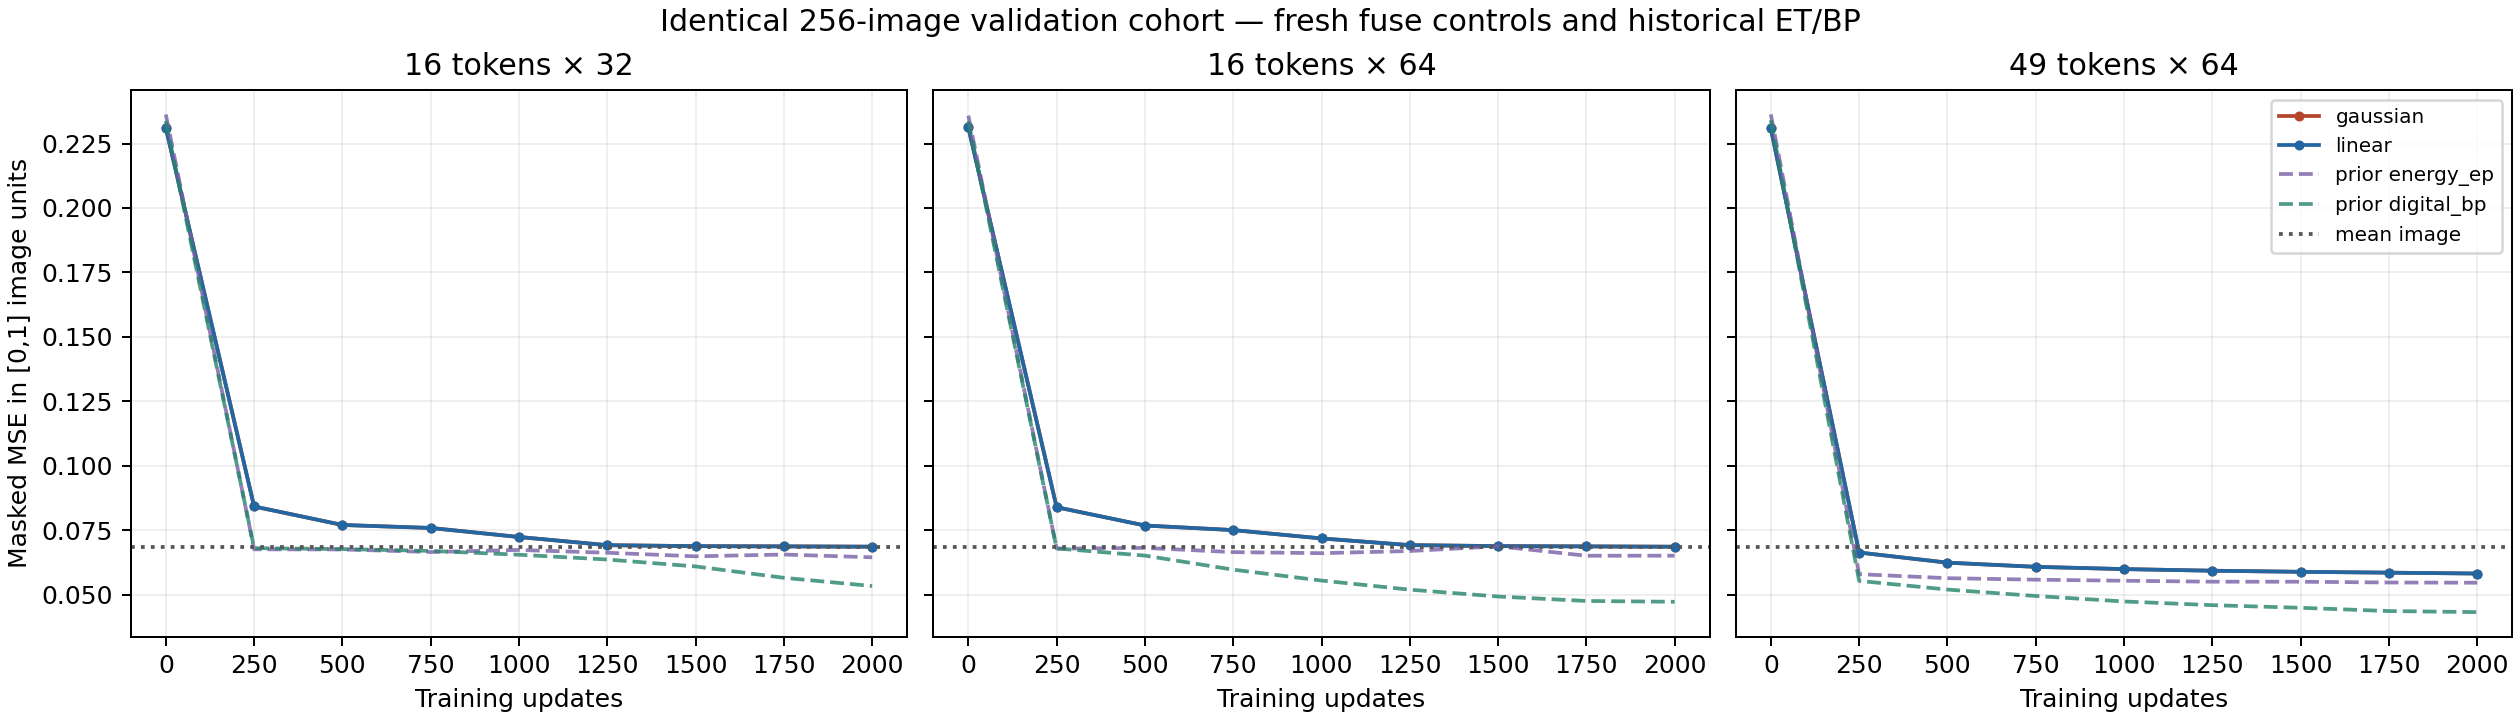 Identical 256-image validation cohort — fresh fuse controls and historical ET/BP
16 tokens × 32
16 tokens × 64
49 tokens × 64
Masked MSE in [0,1] image units
0.225
0.200
0.175
0.150
0.125
0.100
0.075
0.050
gaussian
linear
prior energy_ep
prior digital_bp
mean image
0 250 500 750 1000 1250 1500 1750 2000
0 250 500 750 1000 1250 1500 1750 2000
0 250 500 750 1000 1250 1500 1750 2000
Training updates
Training updates
Training updates